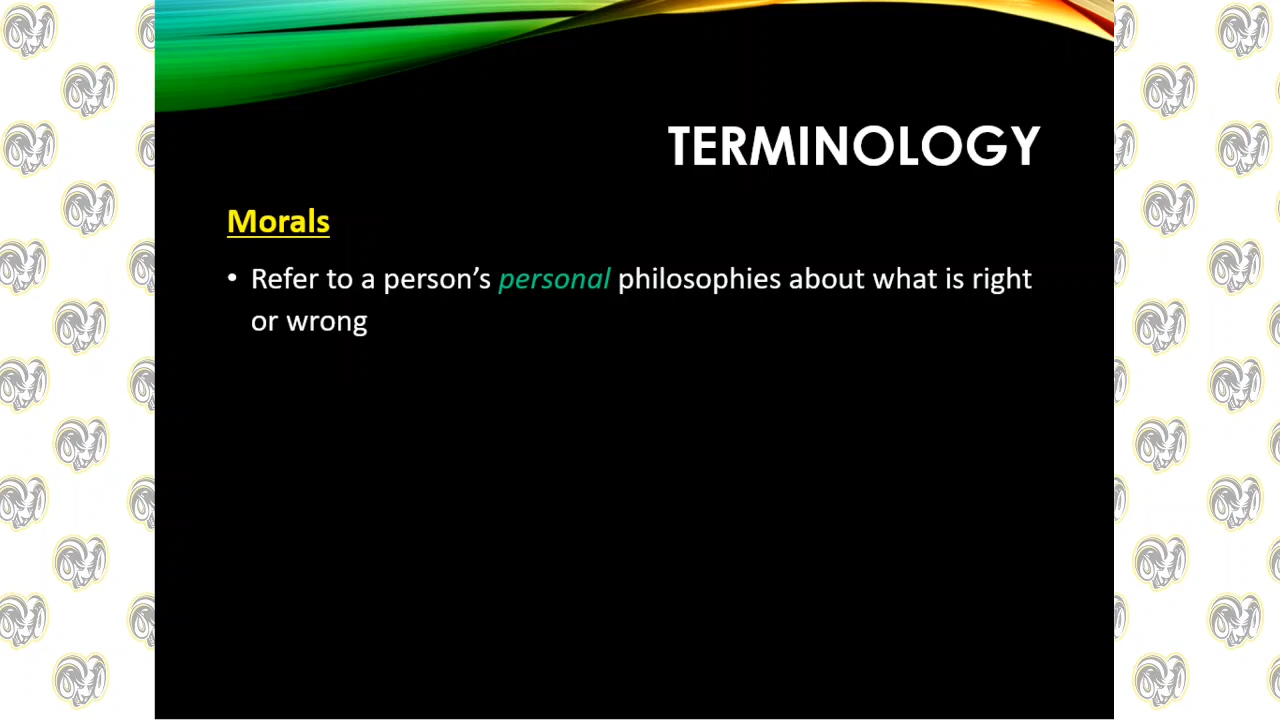 TERMINOLOGY
Morals
• Refer to a person’s personal philosophies about what is right
or wrong